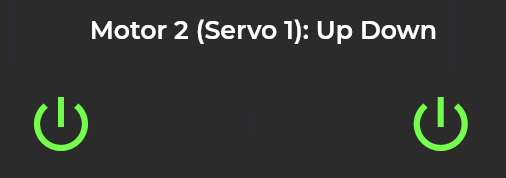 Motor 2 (Servo 1): Up Down